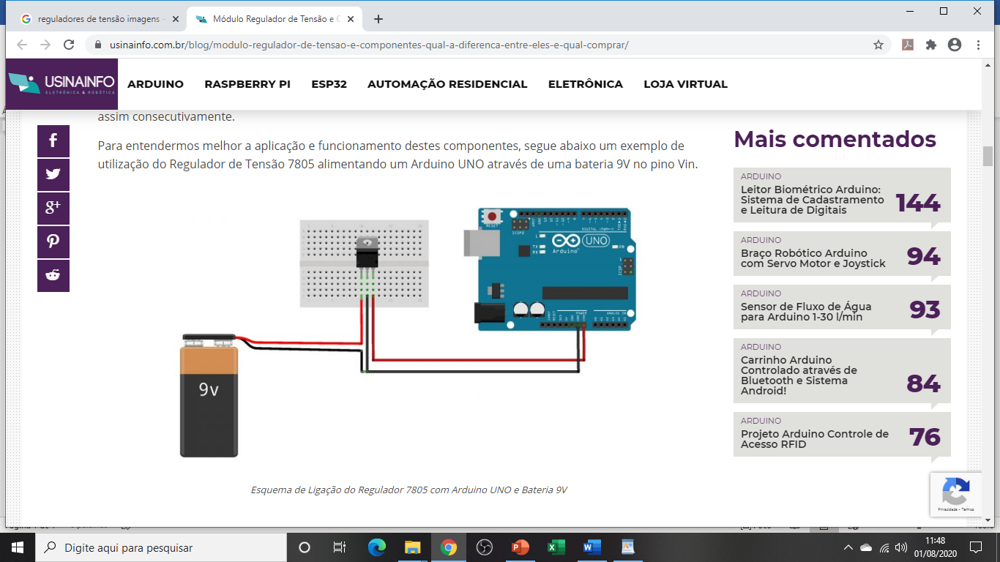 reguladores de tensão imagens -
Módulo Regulador de Tensão e C
usinainfo.com.br/blog/modulo-regulador-de-tensao-e-componentes-qual-a-diferenca-entre-eles-e-qual-comprar/
USINAINFO
ELETRÔNICA & ROBÓTICA
ARDUINO
RASPBERRY PI
ESP32
AUTOMAÇÃO RESIDENCIAL
ELETRÔNICA
LOJA VIRTUAL
assim consecutivamente.
Para entendermos melhor a aplicação e funcionamento destes componentes, segue abaixo um exemplo de
utilização do Regulador de Tensão 7805 alimentando um Arduino UNO através de uma bateria 9V no pino Vin.
RESET
ICSP2
DIGITAL (PWM~)
L
TX
RX
UNO
Arduino
ON
ICSP
POWER
ANALOG IN
9v
Esquema de Ligação do Regulador 7805 com Arduino UNO e Bateria 9V
Mais comentados
ARDUINO
Leitor Biométrico Arduino:
Sistema de Cadastramento
e Leitura de Digitais
144
ARDUINO
Braço Robótico Arduino
com Servo Motor e Joystick
94
ARDUINO
Sensor de Fluxo de Água
para Arduino 1-30 l/min
93
ARDUINO
Carrinho Arduino
Controlado através de
Bluetooth e Sistema
Android!
84
ARDUINO
Projeto Arduino Controle de
Acesso RFID
76
Privacidade - Termos
Digite aqui para pesquisar
11:48
01/08/2020